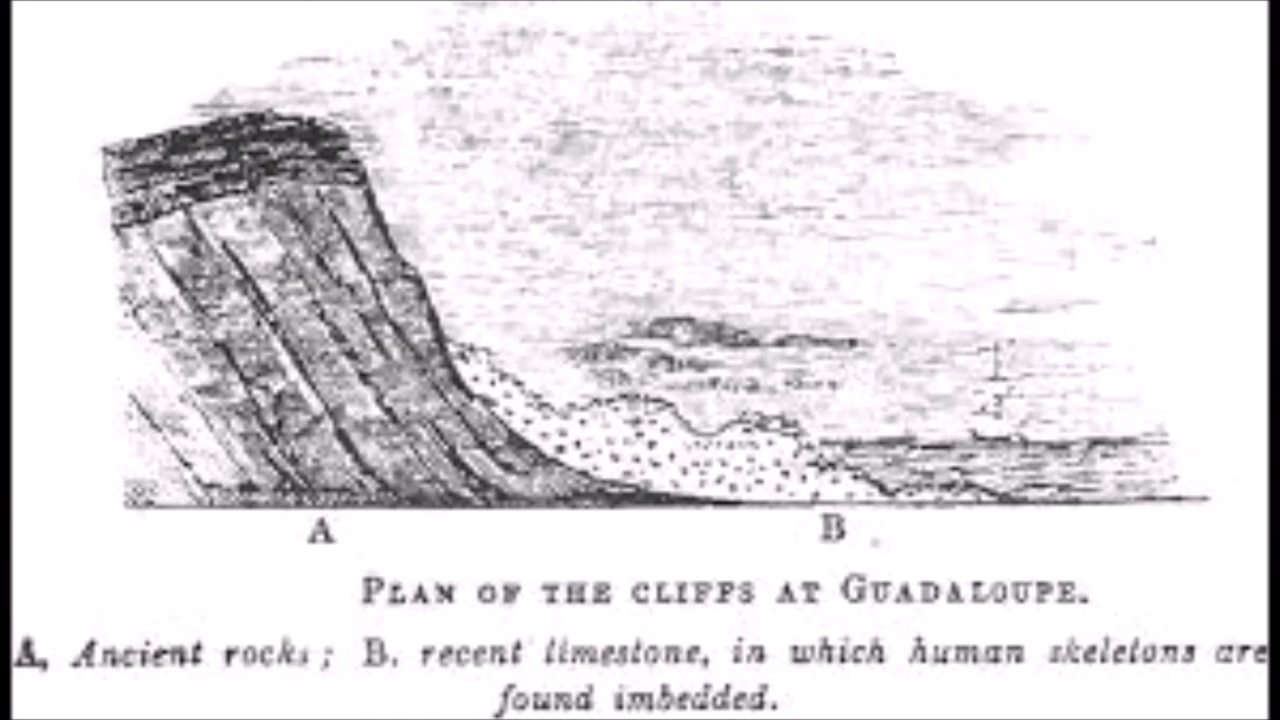 A B
PLAN OF THE CLIFFS AT GUADALOUPE.
A, Ancient rocks; B. recent limestone, in which human skeletons are
found imbedded.